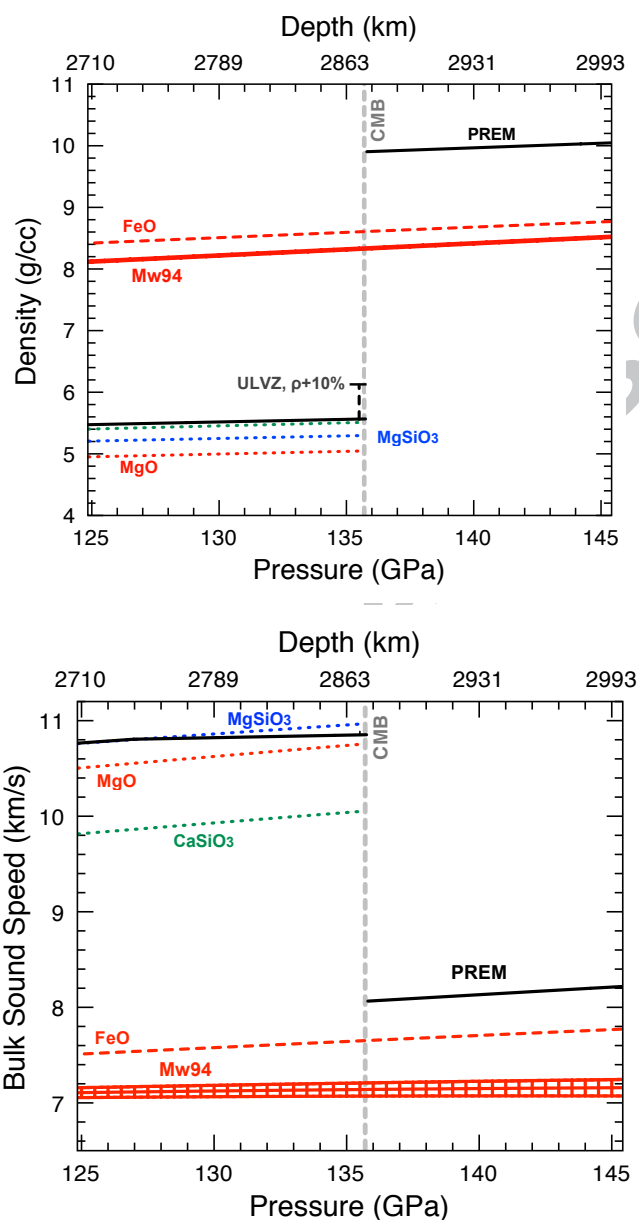 Depth (km)
2710 2789 2863 2931 2993
11
10
9
8
7
6
5
4
Density (g/cc)
CMB
PREM
FeO
Mw94
ULVZ, ρ+10%
MgSiO3
MgO
125 130 135 140 145
Pressure (GPa)
Depth (km)
2710 2789 2863 2931 2993
11
10
9
8
7
Bulk Sound Speed (km/s)
MgSiO3
CMB
MgO
CaSiO3
PREM
FeO
Mw94
125 130 135 140 145
Pressure (GPa)